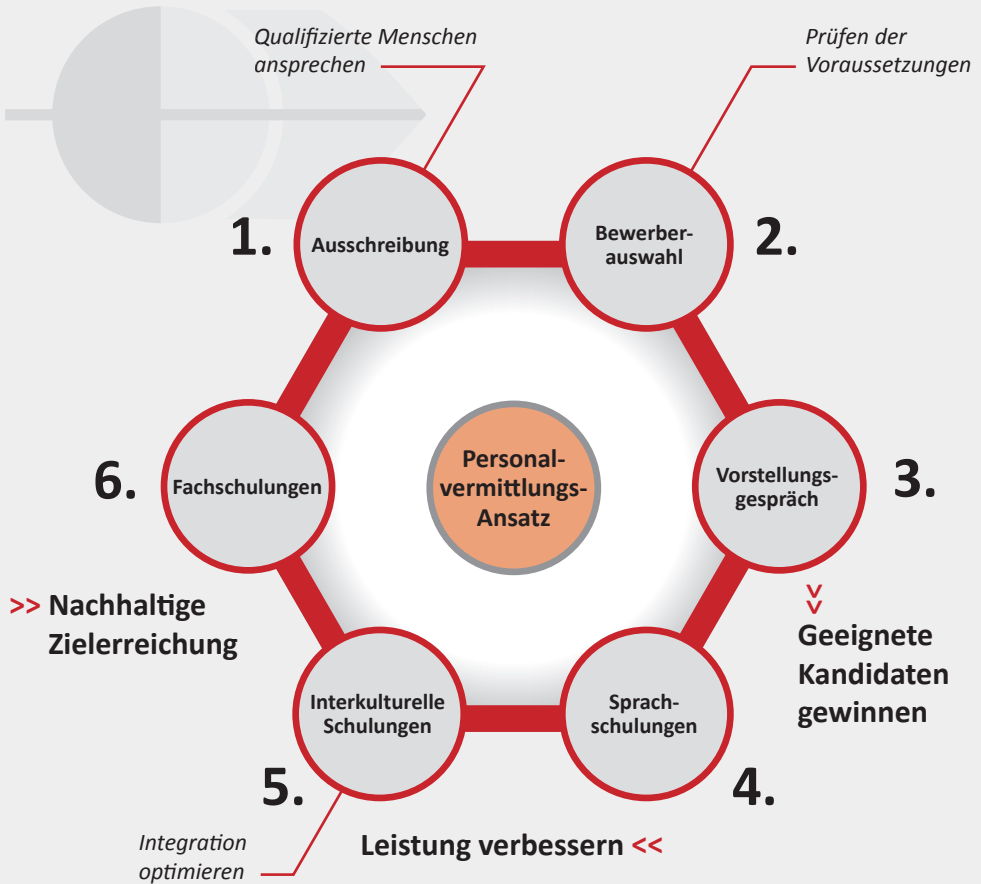 Qualifizierte Menschen
ansprechen
Prüfen der
Voraussetzungen
1.
Ausschreibung
Bewerber-
auswahl
2.
6.
Fachschulungen
Personal-
vermittlungs-
Ansatz
Vorstellungs-
gespräch
3.
>> Nachhaltige
Zielerreichung
>>
Geeignete
Kandidaten
gewinnen
Interkulturelle
Schulungen
Sprach-
schulungen
5.
4.
Integration
optimieren
Leistung verbessern <<